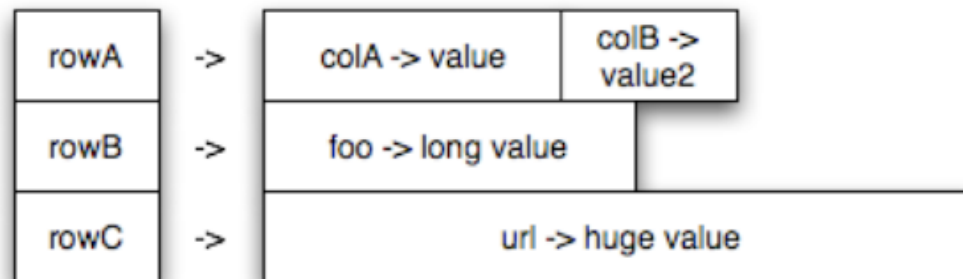 rowA -> colA -> value colB ->
value2
rowB -> foo -> long value
rowC -> url -> huge value